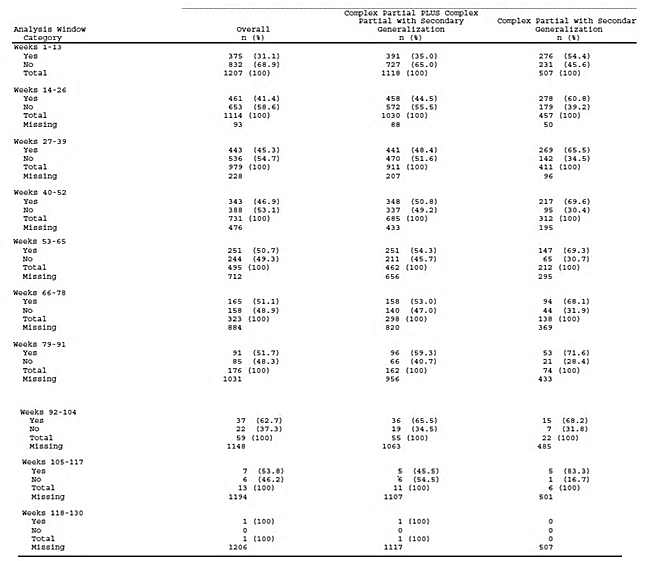 Complex Partial PLUS Complex
Partial with Secondary Complex Partial with Secondar
Analysis Window Overall Generalization Generalization
Category n (%) n (%) n (%)
Weeks 1-13
Yes 375 (31.1) 391 (35.0) 276 (54.4)
No 832 (68.9) 727 (65.0) 231 (45.6)
Total 1207 (100) 1118 (100) 507 (100)
Weeks 14-26
Yes 461 (41.4) 458 (44.5) 278 (60.8)
No 653 (58.6) 572 (55.5) 179 (39.2)
Total 1114 (100) 1030 (100) 457 (100)
Missing 93 88 50
Weeks 27-39
Yes 443 (45.3) 441 (48.4) 269 (65.5)
No 536 (54.7) 470 (51.6) 142 (34.5)
Total 979 (100) 911 (100) 411 (100)
Missing 228 207 96
Weeks 40-52
Yes 343 (46.9) 348 (50.8) 217 (69.6)
No 388 (53.1) 337 (49.2) 95 (30.4)
Total 731 (100) 685 (100) 312 (100)
Missing 476 433 195
Weeks 53-65
Yes 251 (50.7) 251 (54.3) 147 (69.3)
No 244 (49.3) 211 (45.7) 65 (30.7)
Total 495 (100) 462 (100) 212 (100)
Missing 712 656 295
Weeks 66-78
Yes 165 (51.1) 158 (53.0) 94 (68.1)
No 158 (48.9) 140 (47.0) 44 (31.9)
Total 323 (100) 298 (100) 138 (100)
Missing 884 820 369
Weeks 79-91
Yes 91 (51.7) 96 (59.3) 53 (71.6)
No 85 (48.3) 66 (40.7) 21 (28.4)
Total 176 (100) 162 (100) 74 (100)
Missing 1031 956 433
Weeks 92-104
Yes 37 (62.7) 36 (65.5) 15 (68.2)
No 22 (37.3) 19 (34.5) 7 (31.8)
Total 59 (100) 55 (100) 22 (100)
Missing 1148 1063 485
Weeks 105-117
Yes 7 (53.8) 5 (45.5) 5 (83.3)
No 6 (46.2) 6 (54.5) 1 (16.7)
Total 13 (100) 11 (100) 6 (100)
Missing 1194 1107 501
Weeks 118-130
Yes 1 (100) 1 (100) 0
No 0 0 0
Total 1 (100) 1 (100) 0
Missing 1206 1117 507